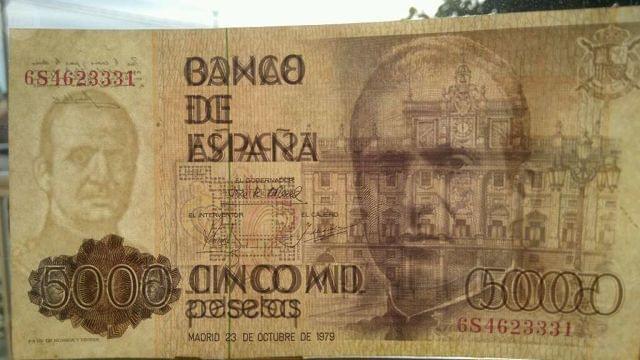 6S4623331
BANCO
DE
ESPAÑA
EL GOBERNADOR
EL INTERVENTOR
EL CAJERO
5000
CINCO MIL
pesetas
5000
6S4623331
MADRID 23 DE OCTUBRE DE 1979